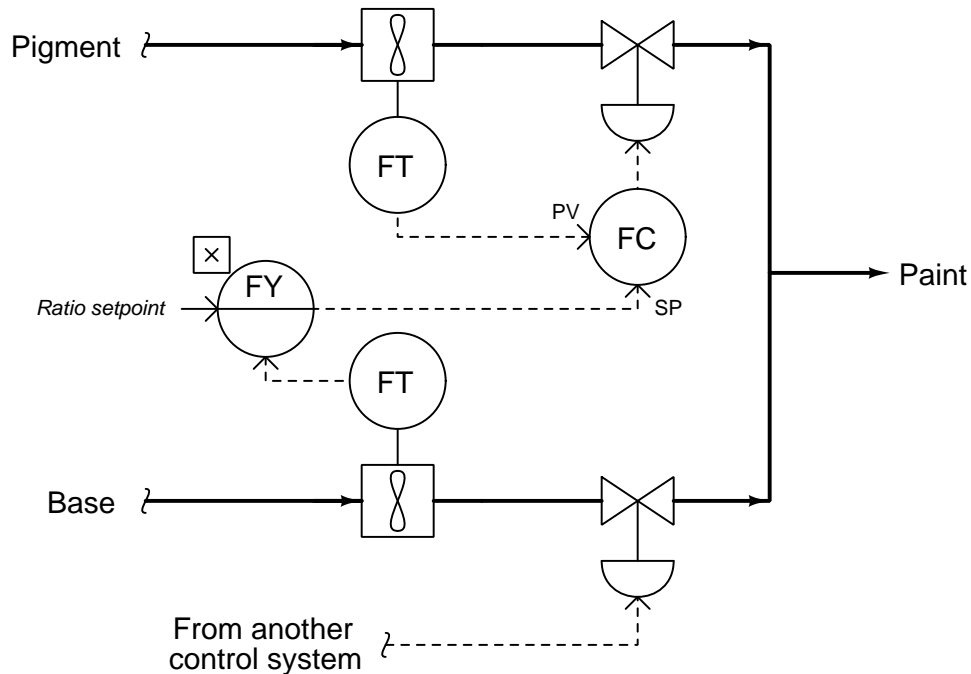 Pigment
FT
PV
FC
×
FY
Ratio setpoint
SP
Paint
FT
Base
From another
control system